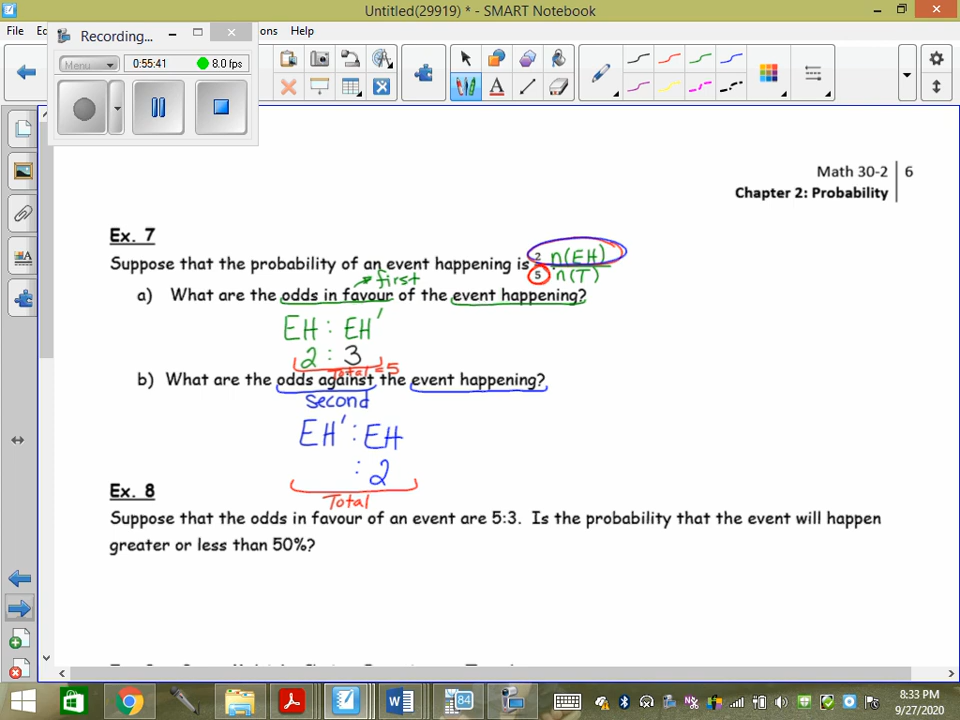 Untitled(29919) * - SMART Notebook
File
Help
Recording...
Menu
0:55:41
8.0 fps
Math 30-2 6
Chapter 2: Probability
Ex. 7
Suppose that the probability of an event happening is 2/5 n(EH) n(T)
first
a) What are the odds in favour of the event happening?
EH : EH'
2 : 3
Total = 5
b) What are the odds against the event happening?
second
EH' : EH
: 2
Total
Ex. 8
Suppose that the odds in favour of an event are 5:3. Is the probability that the event will happen
greater or less than 50%?
8:33 PM
9/27/2020